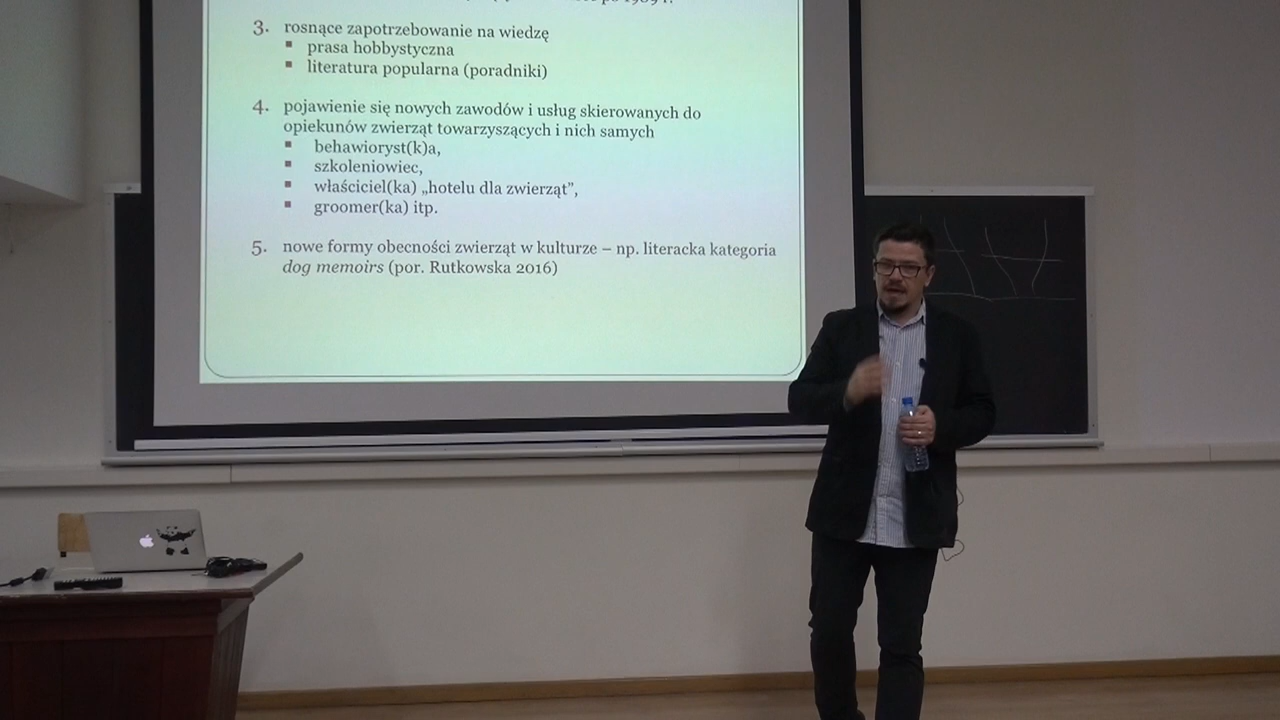 po 1989 r.
3. rosnące zapotrzebowanie na wiedzę
▪ prasa hobbystyczna
▪ literatura popularna (poradniki)
4. pojawienie się nowych zawodów i usług skierowanych do
opiekunów zwierząt towarzyszących i nich samych
▪ behawioryst(k)a,
▪ szkoleniowiec,
▪ właściciel(ka) „hotelu dla zwierząt”,
▪ groomer(ka) itp.
5. nowe formy obecności zwierząt w kulturze – np. literacka kategoria
dog memoirs (por. Rutkowska 2016)